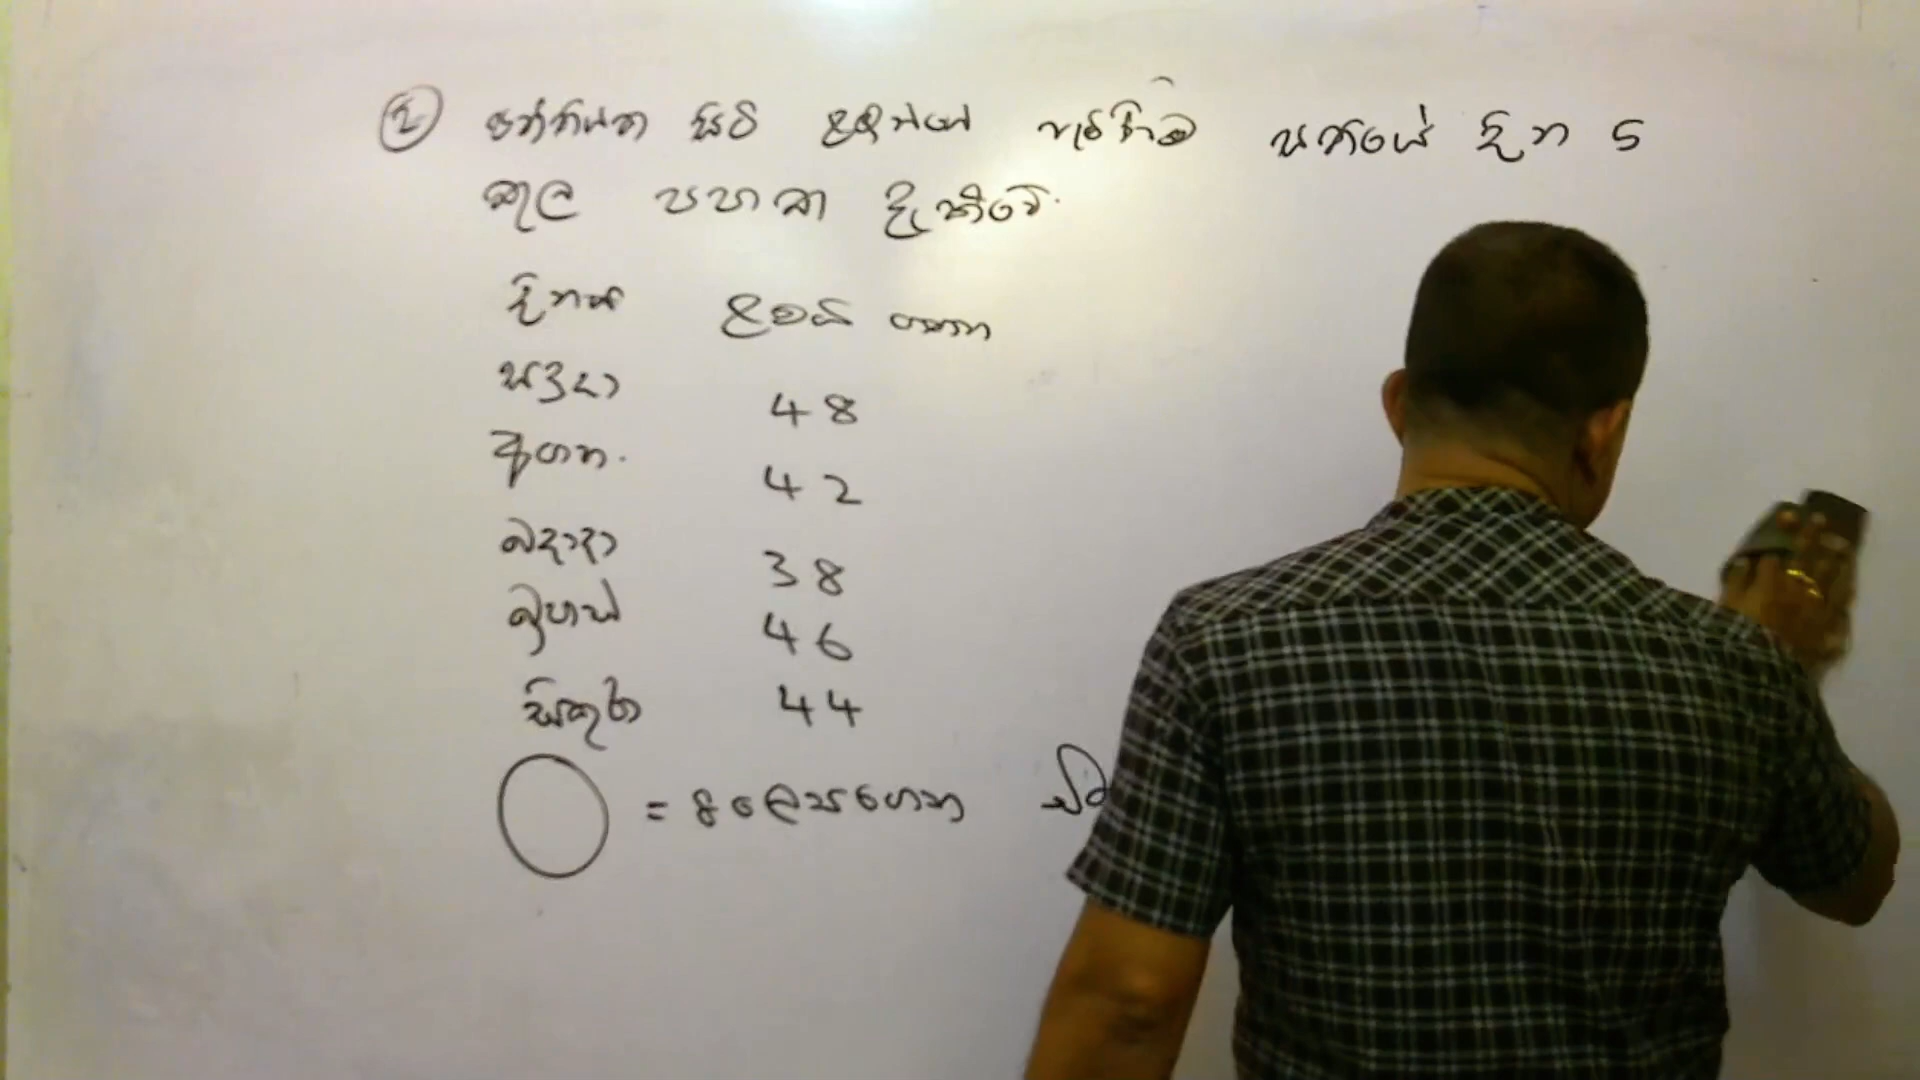 ② පන්තියක සිටි ළමුන්ගේ පැමිණීම සතියේ දින 5
තුල පහත දැක්වේ.
දිනය ළමයි ගණන
සඳුදා 48
අඟහ. 42
බදාදා 38
බ්‍රහස් 46
සිකුරා 44
= 8 ලෙසගෙන